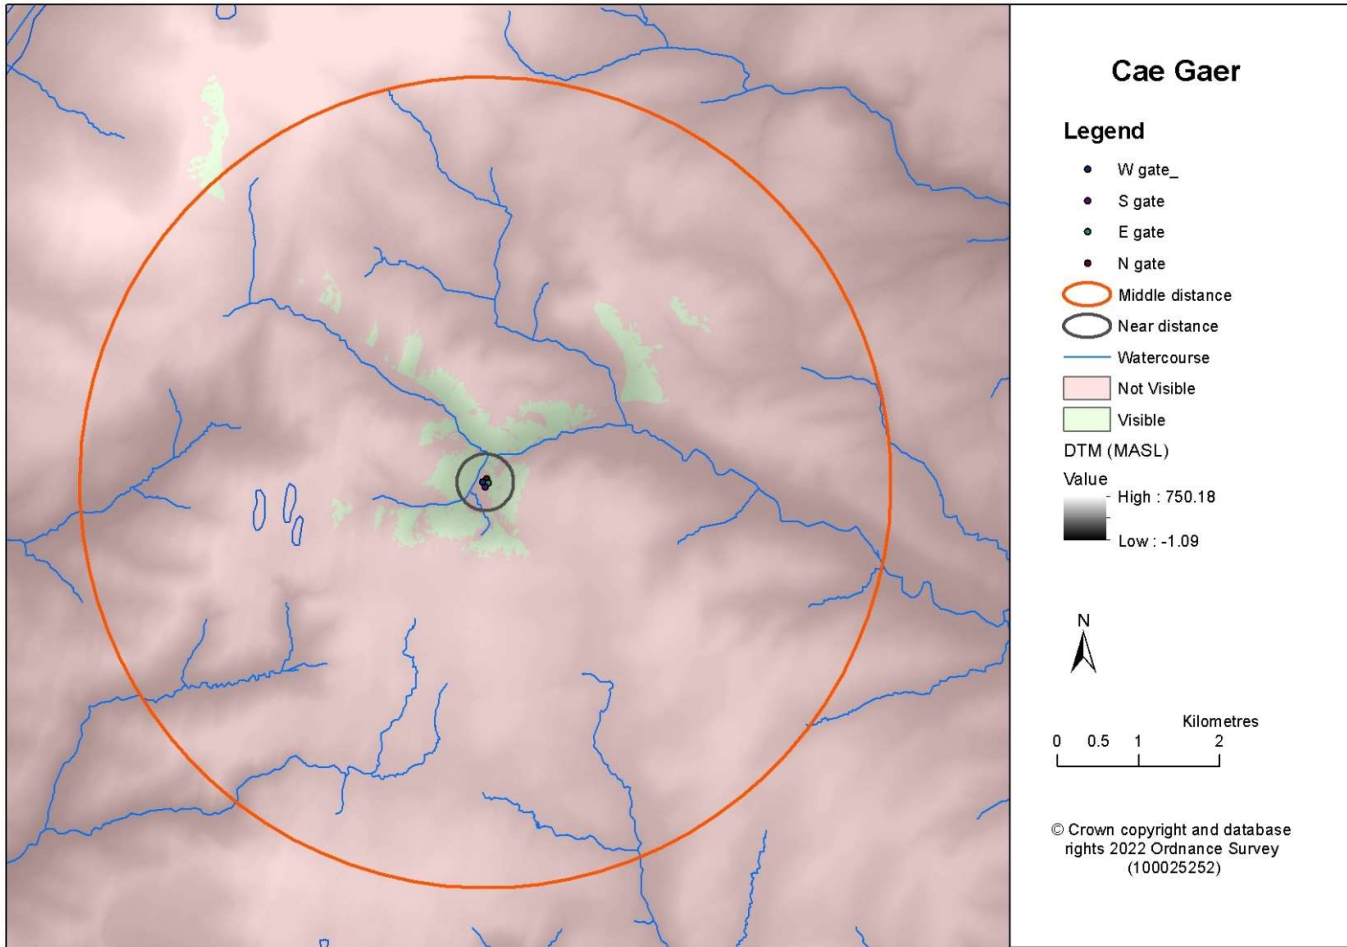 Cae Gaer
Legend
W gate_
S gate
E gate
N gate
Middle distance
Near distance
Watercourse
Not Visible
Visible
DTM (MASL)
Value
High : 750.18
Low : -1.09
N
Kilometres
0 0.5 1 2
© Crown copyright and database
rights 2022 Ordnance Survey
(100025252)